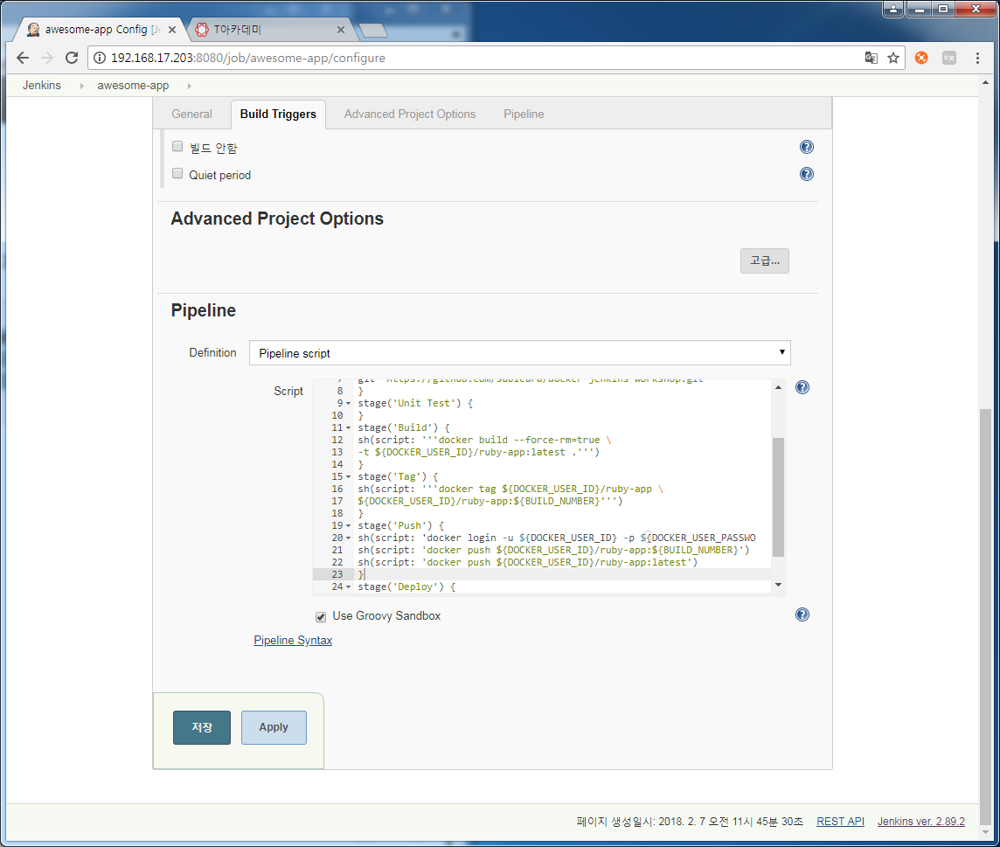 awesome-app Config [Je
T아카데미
192.168.17.203:8080/job/awesome-app/configure
Jenkins
awesome-app
General
Build Triggers
Advanced Project Options
Pipeline
빌드 안함
Quiet period
Advanced Project Options
고급...
Pipeline
Definition
Pipeline script
Script
7 git 'https://github.com/subicura/docker-jenkins-workshop.git'
8 }
9 stage('Unit Test') {
10 }
11 stage('Build') {
12 sh(script: '''docker build --force-rm=true \
13 -t ${DOCKER_USER_ID}/ruby-app:latest .''')
14 }
15 stage('Tag') {
16 sh(script: '''docker tag ${DOCKER_USER_ID}/ruby-app \
17 ${DOCKER_USER_ID}/ruby-app:${BUILD_NUMBER}''')
18 }
19 stage('Push') {
20 sh(script: 'docker login -u ${DOCKER_USER_ID} -p ${DOCKER_USER_PASSWO
21 sh(script: 'docker push ${DOCKER_USER_ID}/ruby-app:${BUILD_NUMBER}')
22 sh(script: 'docker push ${DOCKER_USER_ID}/ruby-app:latest')
23 }
24 stage('Deploy') {
Use Groovy Sandbox
Pipeline Syntax
저장
Apply
페이지 생성일시: 2018. 2. 7 오전 11시 45분 30초
REST API
Jenkins ver. 2.89.2